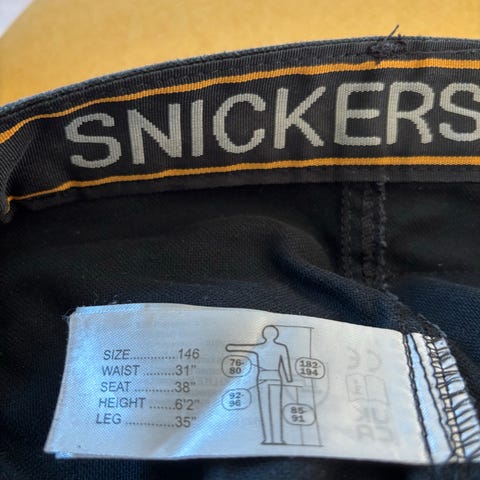 SNICKERS
SIZE.............146
WAIST ........31"
SEAT ...........38"
HEIGHT ......6'2"
LEG .............35"
76-
80
182-
194
92-
96
85-
91